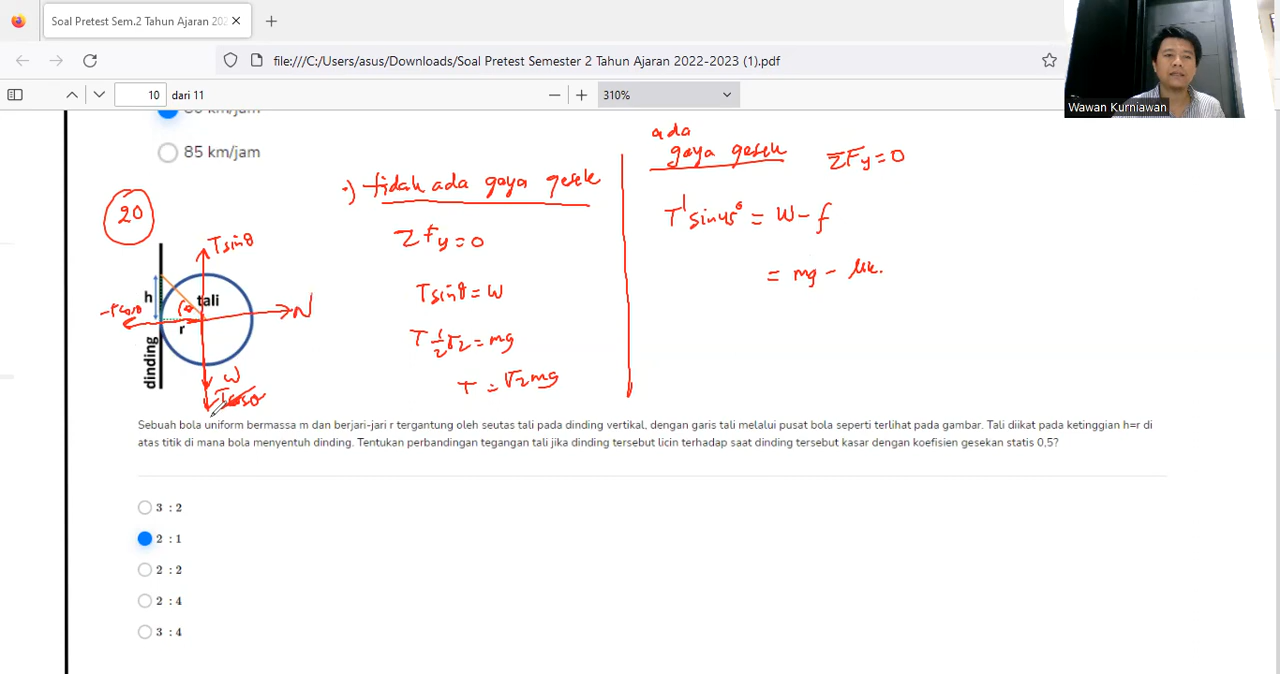 Soal Pretest Sem.2 Tahun Ajaran 202
file:///C:/Users/asus/Downloads/Soal Pretest Semester 2 Tahun Ajaran 2022-2023 (1).pdf
10 dari 11
310%
Wawan Kurniawan
85 km/jam
20
T sinθ
h
tali
-Tcosθ
θ
r
N
dinding
W
Tcosθ
·) tidak ada gaya gesek
ΣFy = 0
T sinθ = W
T 1/2 √2 = mg
T = √2 mg
ada
gaya gesek
ΣFy = 0
T' sin45° = W - f
= mg - μk.
Sebuah bola uniform bermassa m dan berjari-jari r tergantung oleh seutas tali pada dinding vertikal, dengan garis tali melalui pusat bola seperti terlihat pada gambar. Tali diikat pada ketinggian h=r di
atas titik di mana bola menyentuh dinding. Tentukan perbandingan tegangan tali jika dinding tersebut licin terhadap saat dinding tersebut kasar dengan koefisien gesekan statis 0,5?
3 : 2
2 : 1
2 : 2
2 : 4
3 : 4